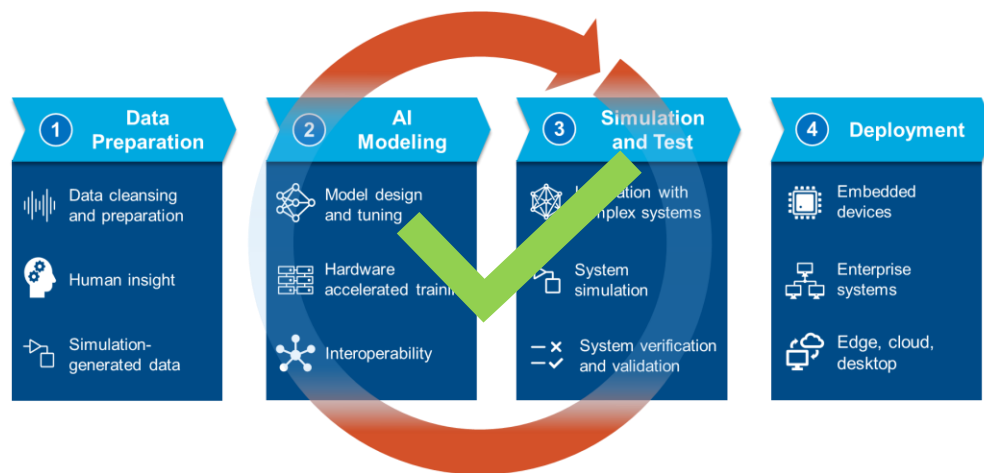 1
Data
Preparation
Data cleansing
and preparation
Human insight
Simulation-
generated data
2
AI
Modeling
Model design
and tuning
Hardware
accelerated
Interoperability
3
Simulation
and Test
with
systems
System
simulation
System verification
and validation
4
Deployment
Embedded
devices
Enterprise
systems
Edge, cloud,
desktop